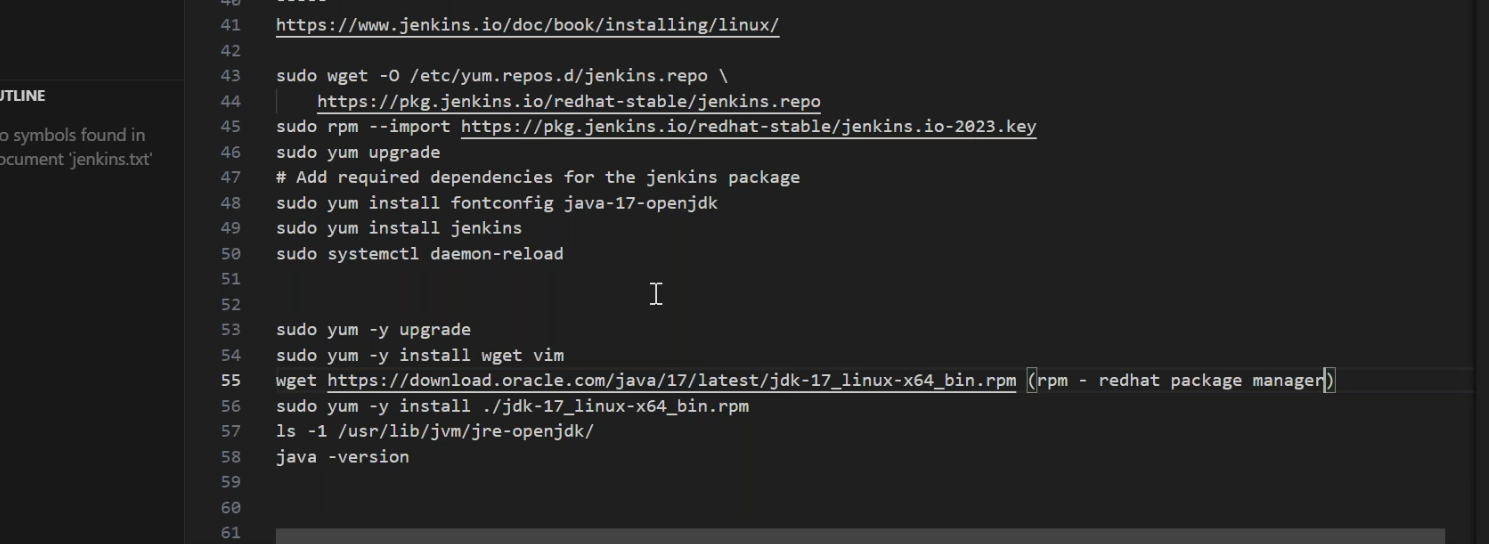 41 https://www.jenkins.io/doc/book/installing/linux/
42
43 sudo wget -O /etc/yum.repos.d/jenkins.repo \
UTLINE
44 https://pkg.jenkins.io/redhat-stable/jenkins.repo
45 sudo rpm --import https://pkg.jenkins.io/redhat-stable/jenkins.io-2023.key
o symbols found in
46 sudo yum upgrade
ocument 'jenkins.txt'
47 # Add required dependencies for the jenkins package
48 sudo yum install fontconfig java-17-openjdk
49 sudo yum install jenkins
50 sudo systemctl daemon-reload
51
52
53 sudo yum -y upgrade
54 sudo yum -y install wget vim
55 wget https://download.oracle.com/java/17/latest/jdk-17_linux-x64_bin.rpm (rpm - redhat package manager)
56 sudo yum -y install ./jdk-17_linux-x64_bin.rpm
57 ls -1 /usr/lib/jvm/jre-openjdk/
58 java -version
59
60
61